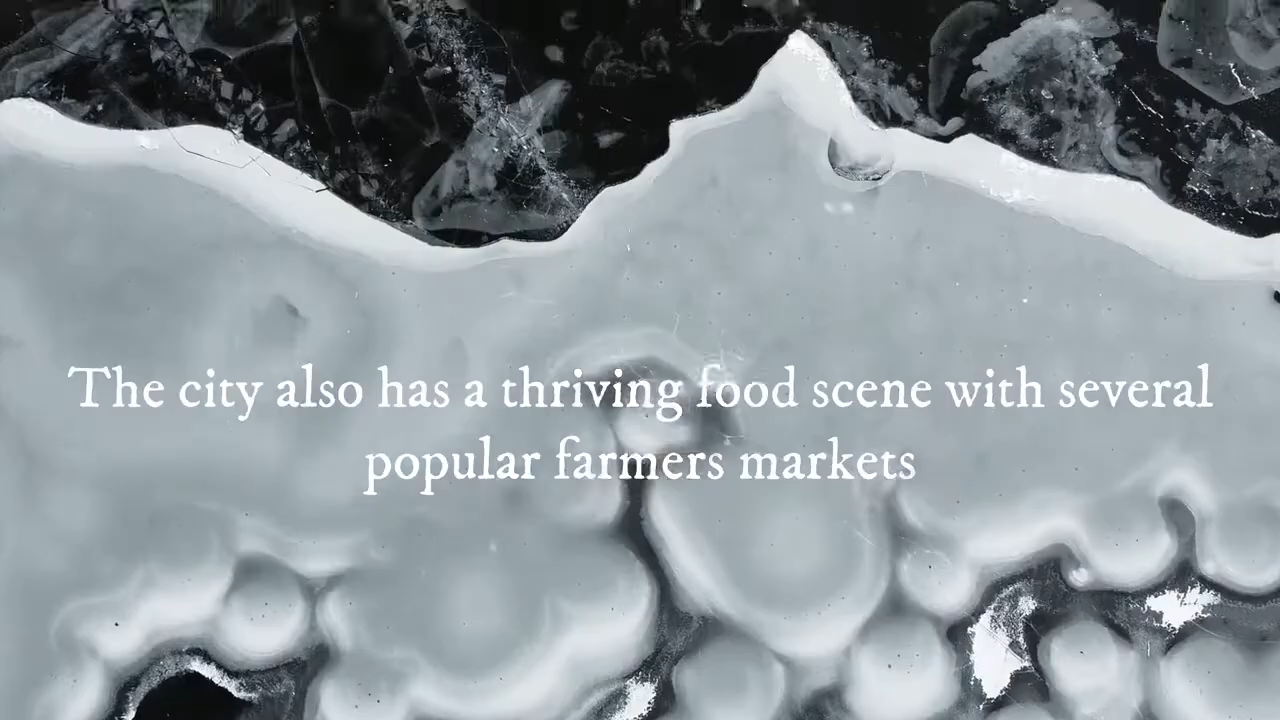 The city also has a thriving food scene with several
popular farmers markets